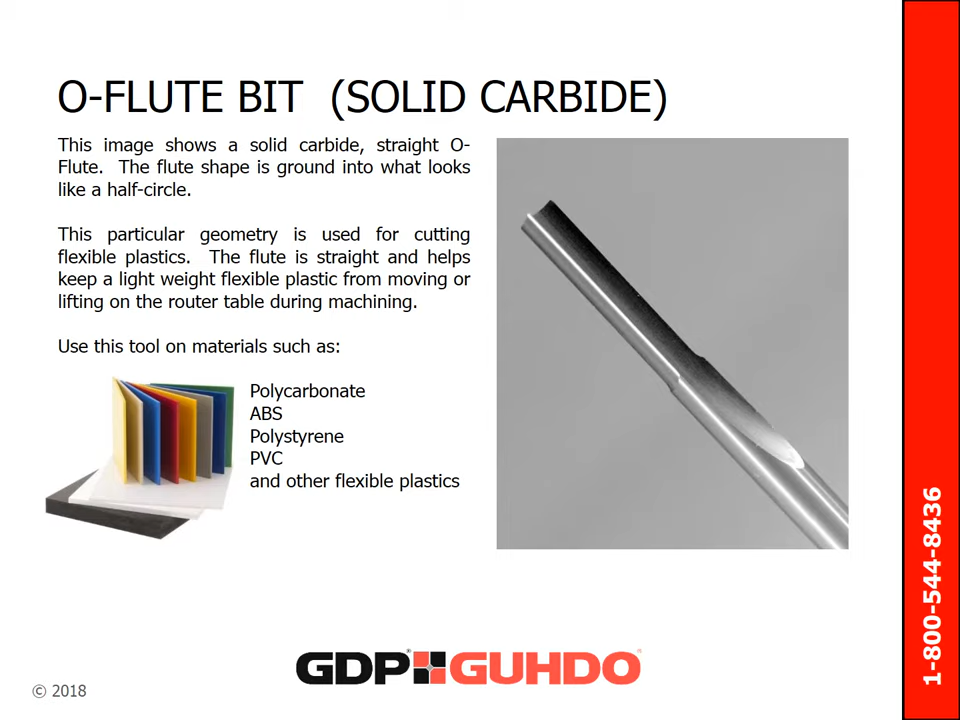 O-FLUTE BIT (SOLID CARBIDE)
This image shows a solid carbide, straight O-
Flute. The flute shape is ground into what looks
like a half-circle.
This particular geometry is used for cutting
flexible plastics. The flute is straight and helps
keep a light weight flexible plastic from moving or
lifting on the router table during machining.
Use this tool on materials such as:
Polycarbonate
ABS
Polystyrene
PVC
and other flexible plastics
1-800-544-8436
GDP® GUHDO®
© 2018